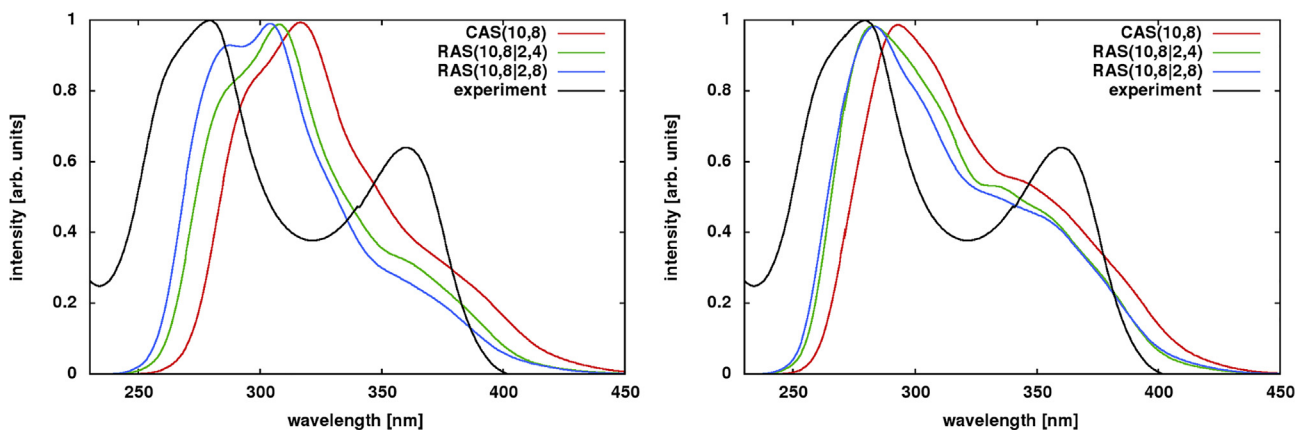 CAS(10,8)
RAS(10,8|2,4)
RAS(10,8|2,8)
experiment
intensity [arb. units]
1
0.8
0.6
0.4
0.2
0
250
300
350
400
450
wavelength [nm]
CAS(10,8)
RAS(10,8|2,4)
RAS(10,8|2,8)
experiment
intensity [arb. units]
1
0.8
0.6
0.4
0.2
0
250
300
350
400
450
wavelength [nm]